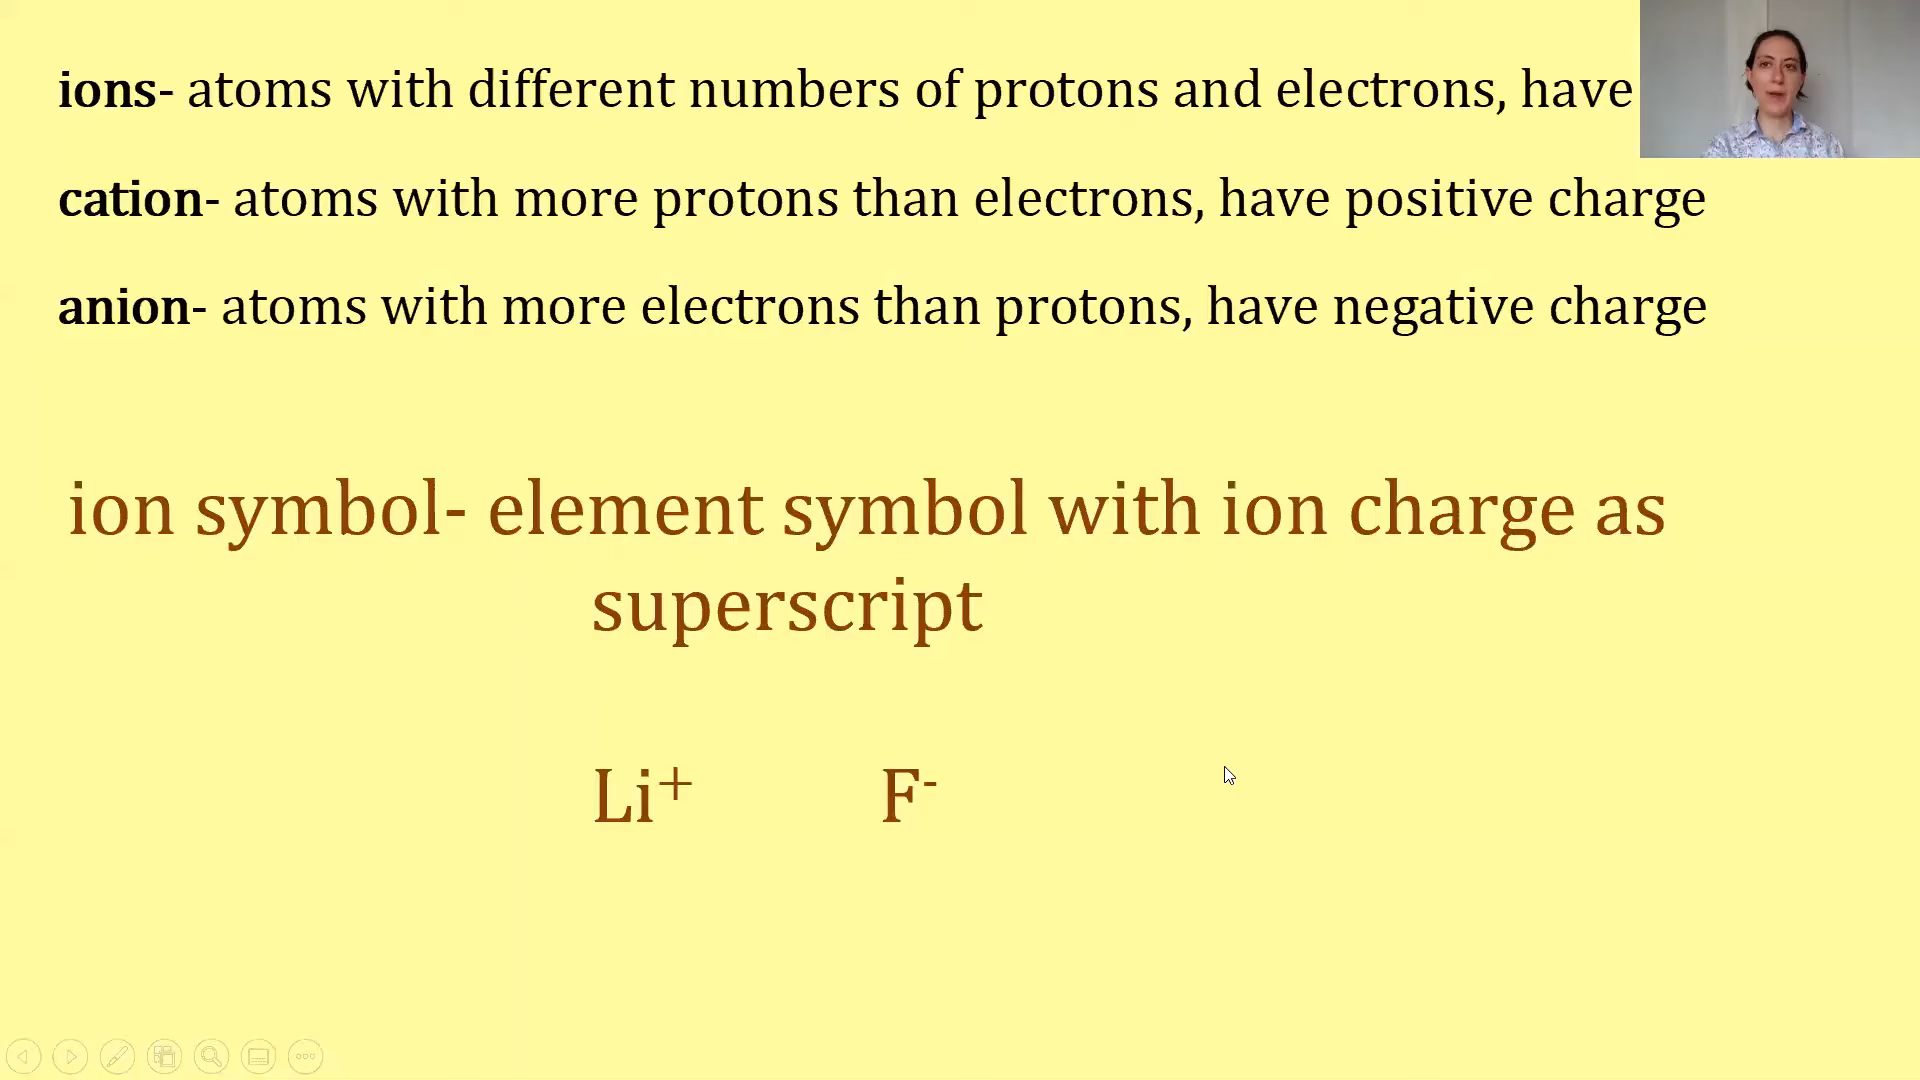 ions- atoms with different numbers of protons and electrons, have
cation- atoms with more protons than electrons, have positive charge
anion- atoms with more electrons than protons, have negative charge
ion symbol- element symbol with ion charge as
superscript
Li⁺ F⁻